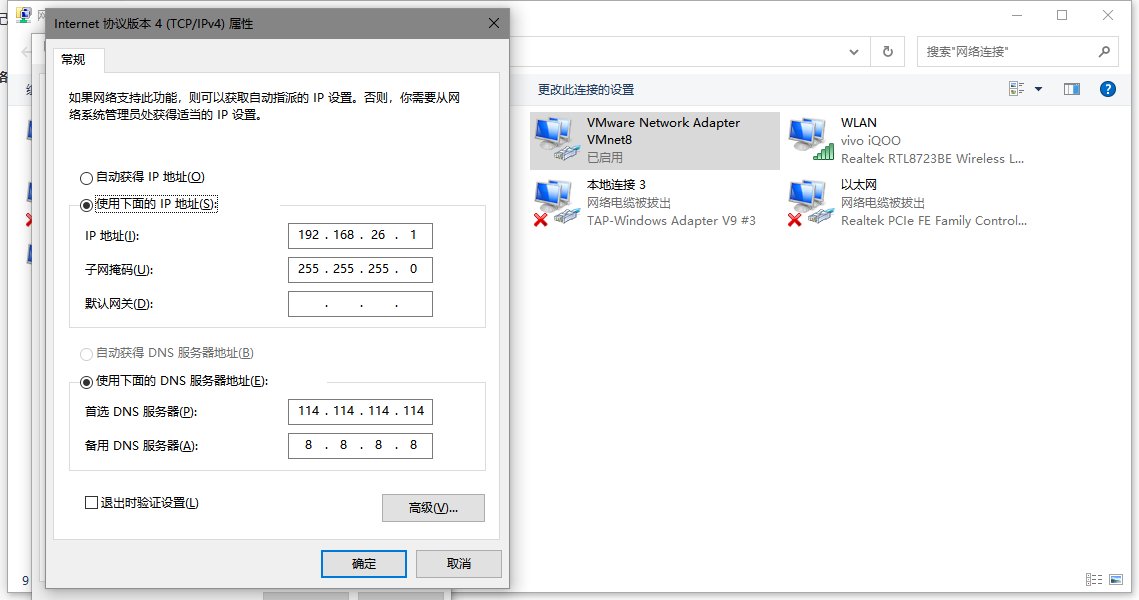 Internet 协议版本 4 (TCP/IPv4) 属性
常规
如果网络支持此功能，则可以获取自动指派的 IP 设置。否则，你需要从网
络系统管理员处获得适当的 IP 设置。
自动获得 IP 地址(O)
使用下面的 IP 地址(S):
IP 地址(I):
192 . 168 . 26 . 1
子网掩码(U):
255 . 255 . 255 . 0
默认网关(D):
. . .
自动获得 DNS 服务器地址(B)
使用下面的 DNS 服务器地址(E):
首选 DNS 服务器(P):
114 . 114 . 114 . 114
备用 DNS 服务器(A):
8 . 8 . 8 . 8
退出时验证设置(L)
高级(V)...
确定
取消
搜索"网络连接"
更改此连接的设置
VMware Network Adapter
VMnet8
已启用
WLAN
vivo iQOO
Realtek RTL8723BE Wireless L...
本地连接 3
网络电缆被拔出
TAP-Windows Adapter V9 #3
以太网
网络电缆被拔出
Realtek PCIe FE Family Control...
9